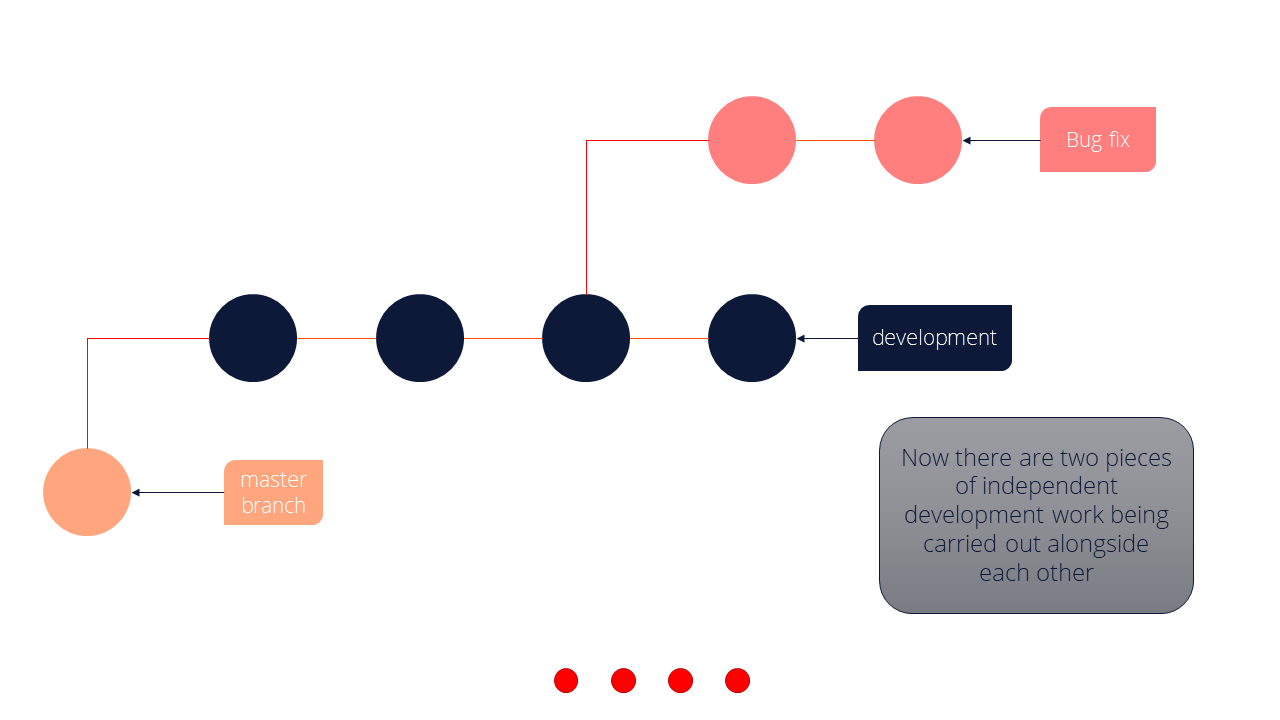 Bug fix
development
master
branch
Now there are two pieces
of independent
development work being
carried out alongside
each other